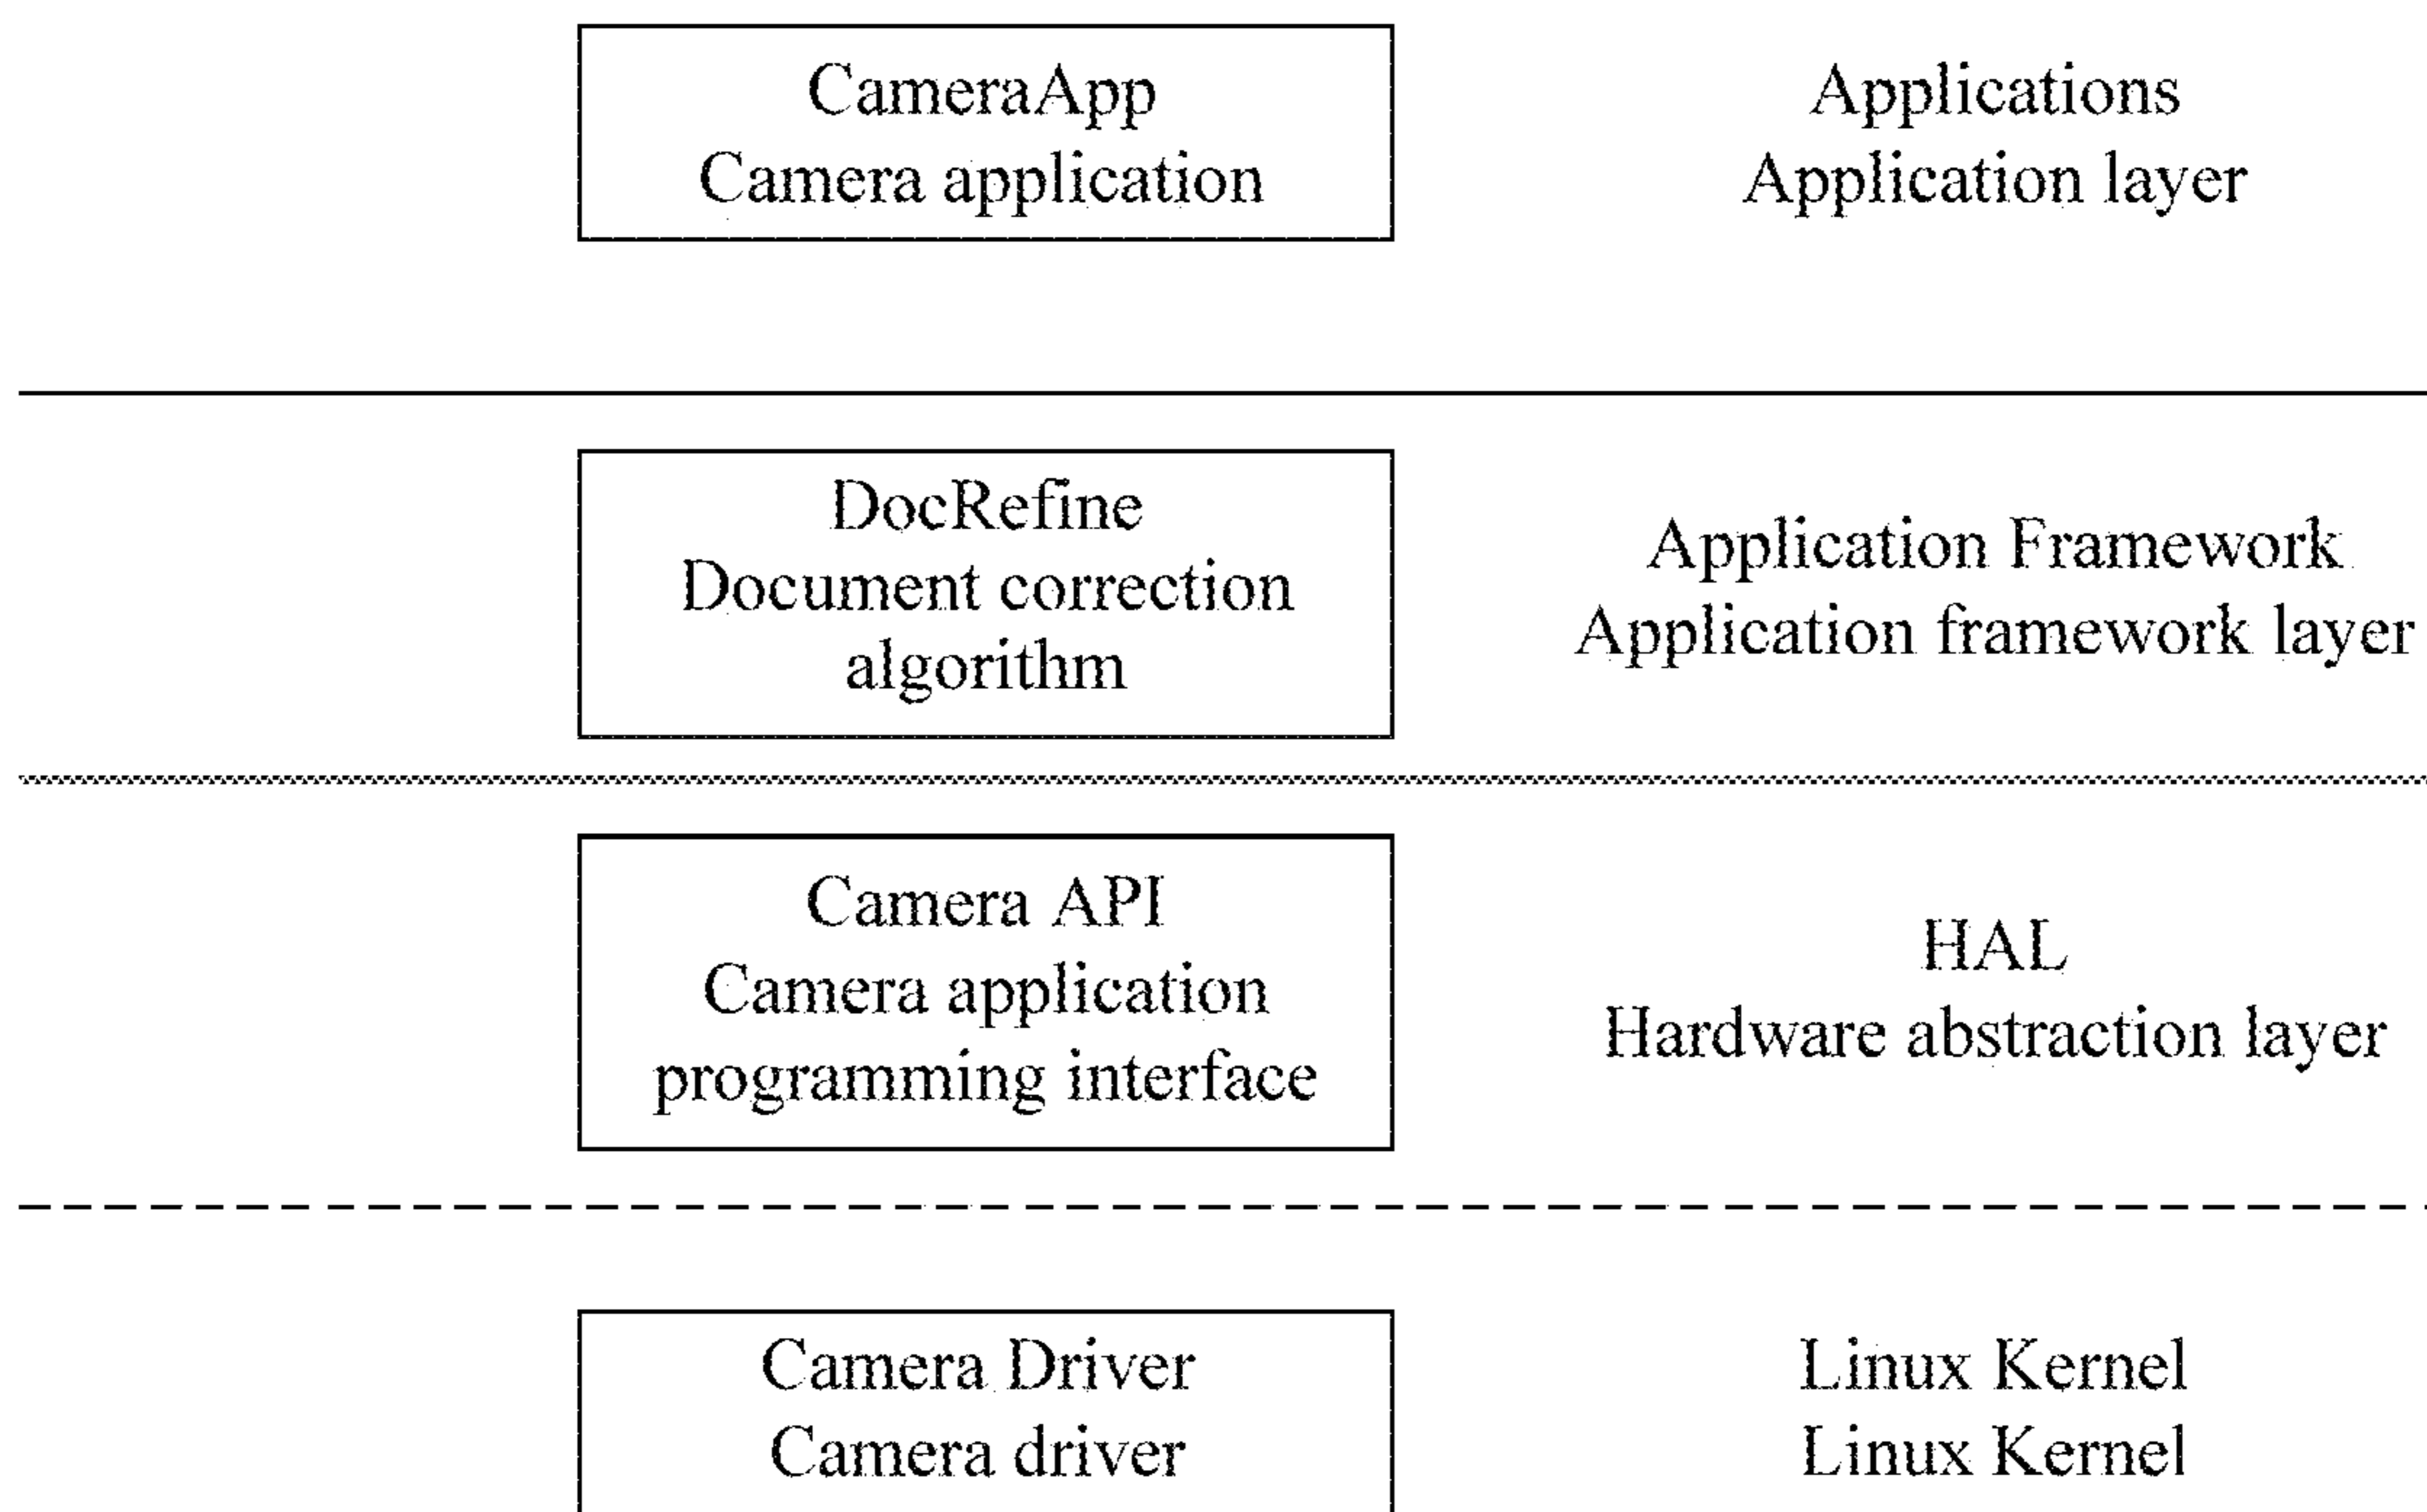 CameraApp
Camera application
Applications
Application layer
DocRefine
Document correction
algorithm
Application Framework
Application framework layer
Camera API
Camera application
programming interface
HAL
Hardware abstraction layer
Camera Driver
Camera driver
Linux Kernel
Linux Kernel